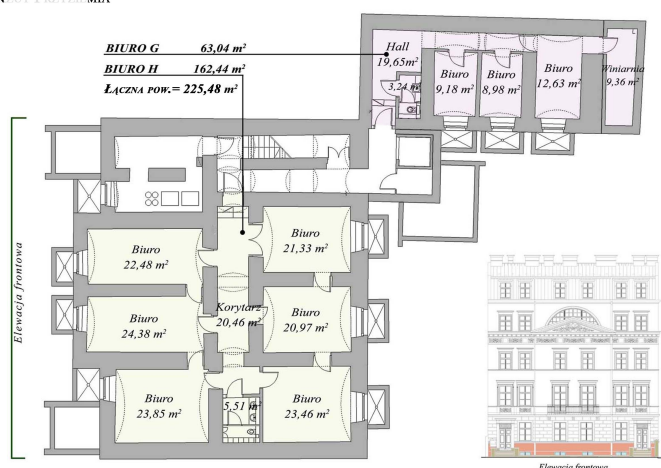 BIURO G 63,04 m²
BIURO H 162,44 m²
ŁĄCZNA POW.= 225,48 m²
Hall
19,65m²
3,24 m²
Biuro
9,18 m²
Biuro
8,98 m²
Biuro
12,63 m²
Winiarnia
9,36 m²
Elewacja frontowa
Biuro
22,48 m²
Biuro
21,33 m²
Biuro
24,38 m²
Korytarz
20,46 m²
Biuro
20,97 m²
Biuro
23,85 m²
5,51 m²
Biuro
23,46 m²
Elewacja frontowa